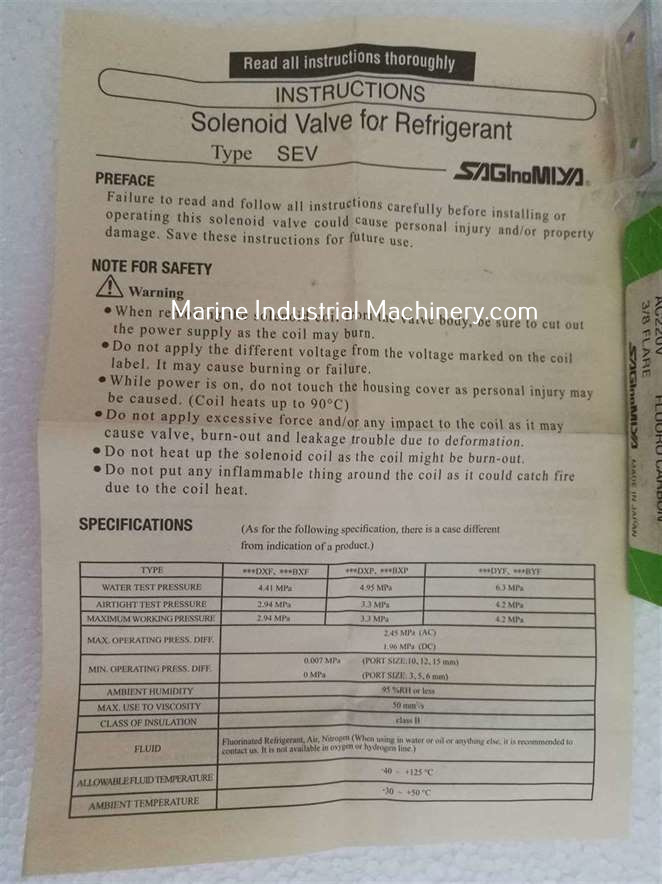 Read all instructions thoroughly
INSTRUCTIONS
Solenoid Valve for Refrigerant
Type SEV
SAGInoMIYA®
PREFACE
Failure to read and follow all instructions carefully before installing or
operating this solenoid valve could cause personal injury and/or property
damage. Save these instructions for future use.
NOTE FOR SAFETY
Warning
Marine Industrial Machinery.com
• When from the valve body, be sure to cut out
the power supply as the coil may burn.
• Do not apply the different voltage from the voltage marked on the coil
label. It may cause burning or failure.
• While power is on, do not touch the housing cover as personal injury may
be caused. (Coil heats up to 90°C)
• Do not apply excessive force and/or any impact to the coil as it may
cause valve, burn-out and leakage trouble due to deformation.
• Do not heat up the solenoid coil as the coil might be burn-out.
• Do not put any inflammable thing around the coil as it could catch fire
due to the coil heat.
SPECIFICATIONS
(As for the following specification, there is a case different
from indication of a product.)
TYPE ***DXF, ***BXF ***DXP, ***BXP ***DYF, ***BYF
WATER TEST PRESSURE 4.41 MPa 4.95 MPa 6.3 MPa
AIRTIGHT TEST PRESSURE 2.94 MPa 3.3 MPa 4.2 MPa
MAXIMUM WORKING PRESSURE 2.94 MPa 3.3 MPa 4.2 MPa
MAX. OPERATING PRESS. DIFF. 2.45 MPa (AC)
1.96 MPa (DC)
MIN. OPERATING PRESS. DIFF. 0.007 MPa (PORT SIZE:10, 12, 15 mm)
0 MPa (PORT SIZE: 3, 5, 6 mm)
AMBIENT HUMIDITY 95 %RH or less
MAX. USE TO VISCOSITY 50 mm²/s
CLASS OF INSULATION class B
FLUID Fluorinated Refrigerant, Air, Nitrogen (When using in water or oil or anything else, it is recommended to
contact us. It is not available in oxygen or hydrogen line.)
ALLOWABLE FLUID TEMPERATURE -40 ~ +125 °C
AMBIENT TEMPERATURE -30 ~ +50 °C
AC220V FLUORO CARBON
3/8 FLARE
SAGInoMIYA MADE IN JAPAN